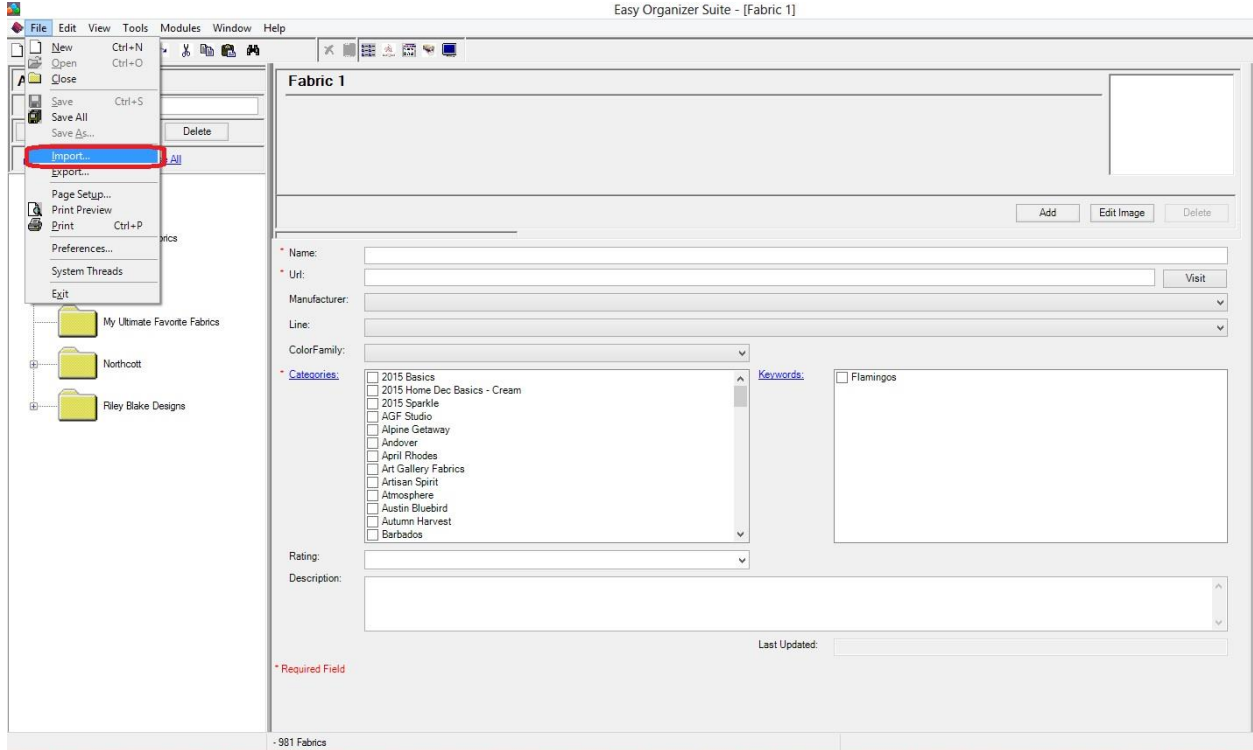 Easy Organizer Suite - [Fabric 1]
File Edit View Tools Modules Window Help
New Ctrl+N
Open Ctrl+O
Close
Save Ctrl+S
Save All
Save As...
Import...
Export...
Page Setup...
Print Preview
Print Ctrl+P
Preferences...
System Threads
Exit
A
Delete
All
brics
My Ultimate Favorite Fabrics
Northcott
Riley Blake Designs
Fabric 1
Add Edit Image Delete
* Name:
* Url: Visit
Manufacturer:
Line:
ColorFamily:
* Categories:
2015 Basics
2015 Home Dec Basics - Cream
2015 Sparkle
AGF Studio
Alpine Getaway
Andover
April Rhodes
Art Gallery Fabrics
Artisan Spirit
Atmosphere
Austin Bluebird
Autumn Harvest
Barbados
Keywords:
Flamingos
Rating:
Description:
Last Updated:
* Required Field
- 981 Fabrics